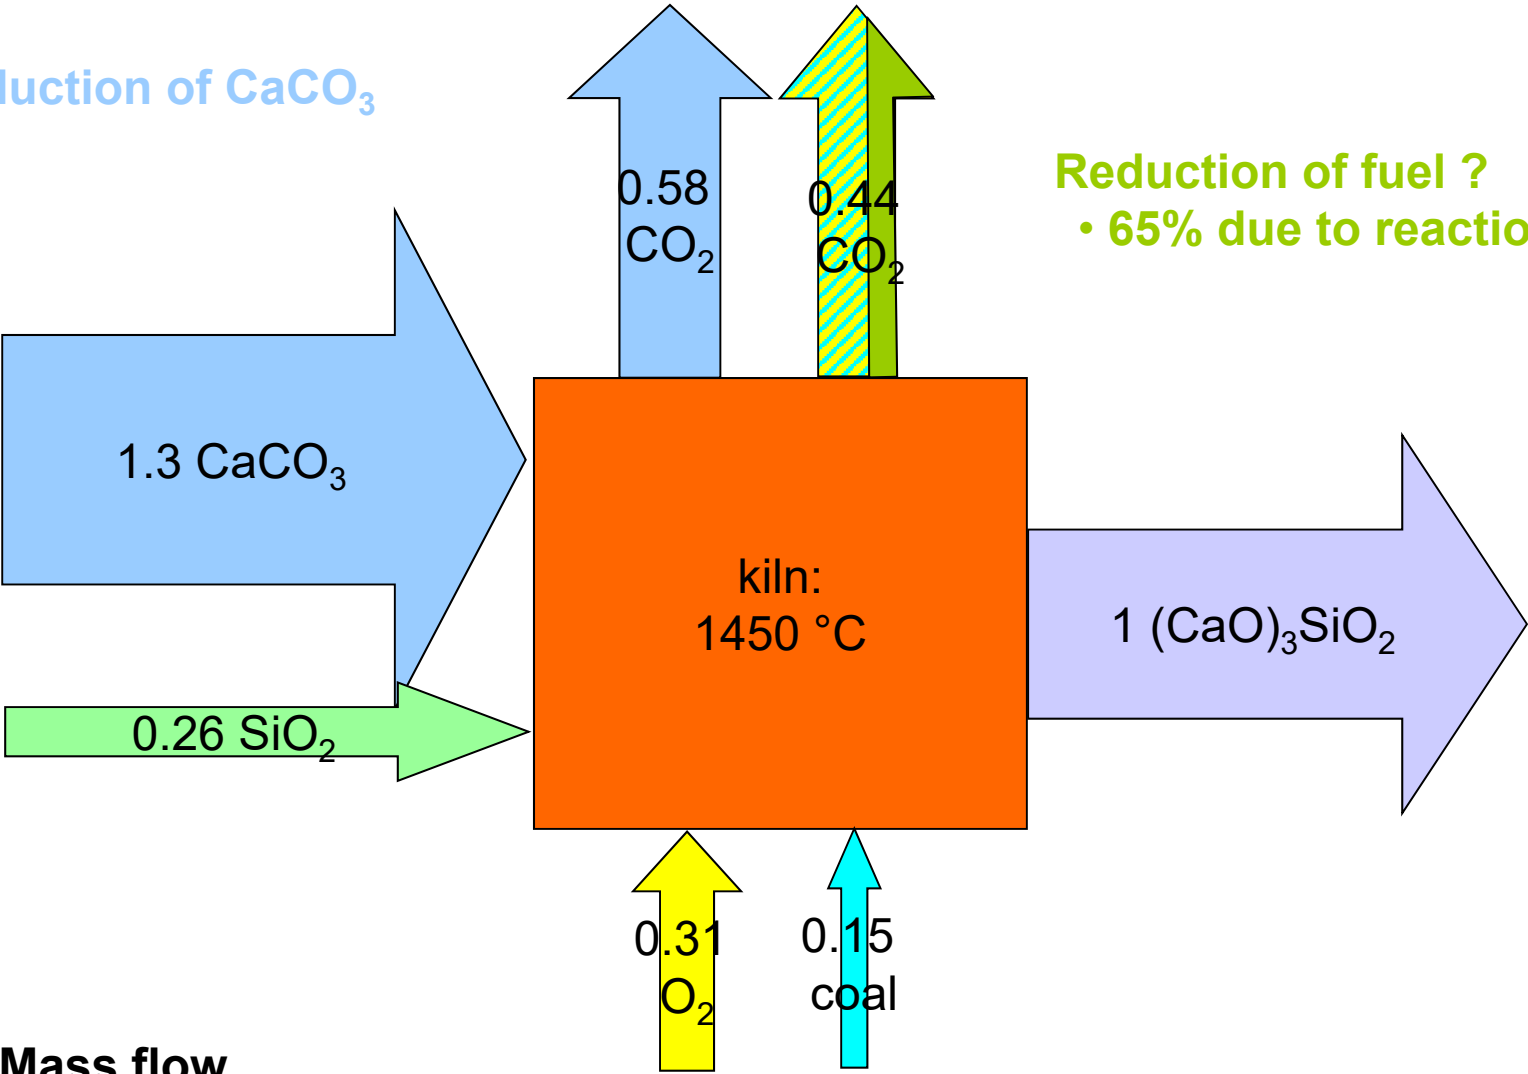 duction of CaCO₃
0.58
CO₂
0.44
CO₂
Reduction of fuel ?
• 65% due to reactio
1.3 CaCO₃
kiln:
1450 °C
1 (CaO)₃SiO₂
0.26 SiO₂
0.31
O₂
0.15
coal
Mass flow